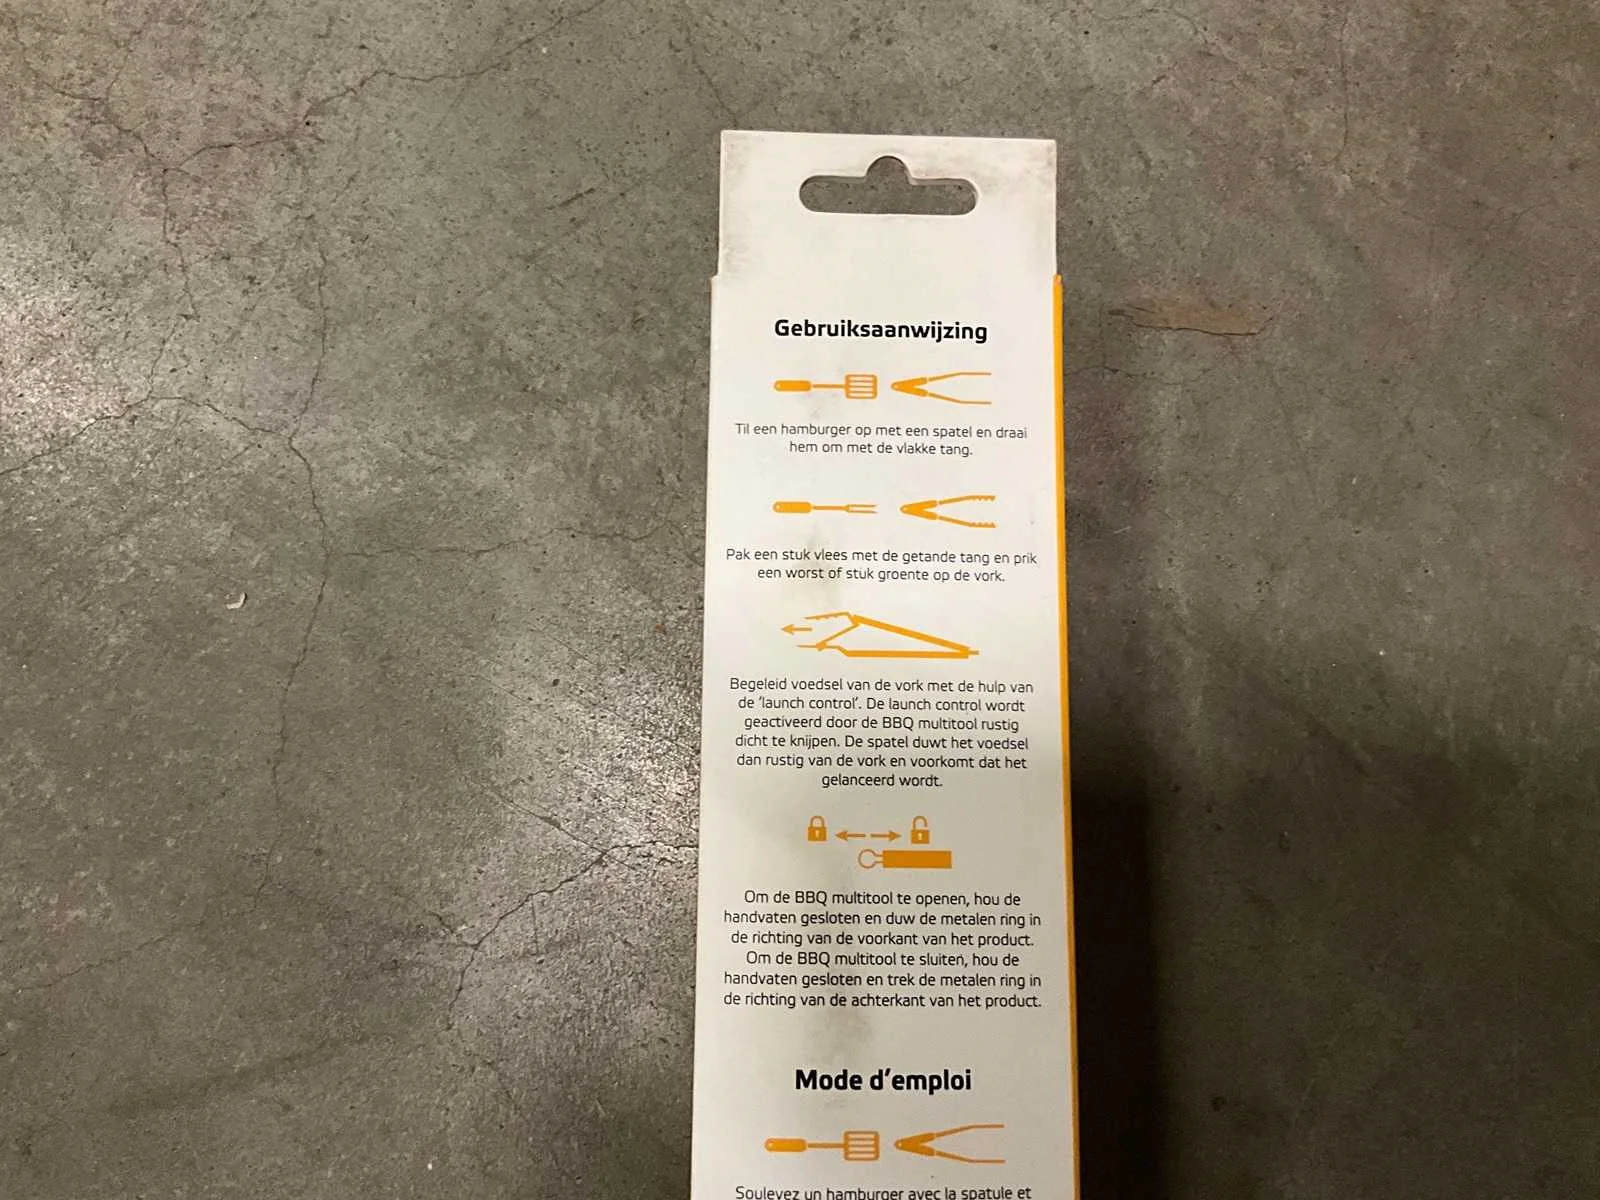 Gebruiksaanwijzing
Til een hamburger op met een spatel en draai
hem om met de vlakke tang.
Pak een stuk vlees met de getande tang en prik
een worst of stuk groente op de vork.
Begeleid voedsel van de vork met de hulp van
de 'launch control'. De launch control wordt
geactiveerd door de BBQ multitool rustig
dicht te knijpen. De spatel duwt het voedsel
dan rustig van de vork en voorkomt dat het
gelanceerd wordt.
Om de BBQ multitool te openen, hou de
handvaten gesloten en duw de metalen ring in
de richting van de voorkant van het product.
Om de BBQ multitool te sluiten, hou de
handvaten gesloten en trek de metalen ring in
de richting van de achterkant van het product.
Mode d'emploi
Soulevez un hamburger avec la spatule et